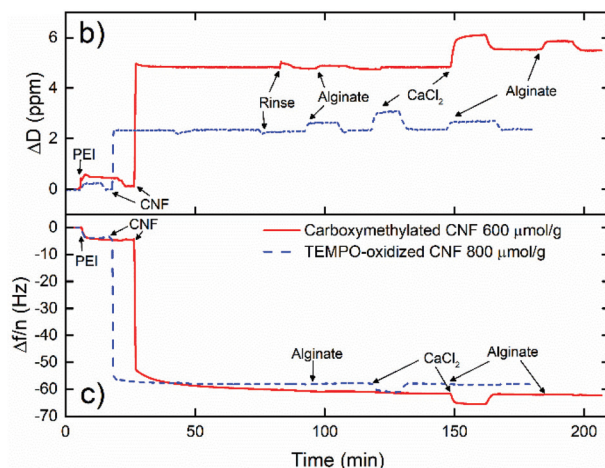 b)
6
4
2
0
ΔD (ppm)
PEI
CNF
Rinse
Alginate
CaCl2
Alginate
0
-10
-20
-30
-40
-50
-60
-70
Δf/n (Hz)
CNF
PEI
Carboxymethylated CNF 600 μmol/g
TEMPO-oxidized CNF 800 μmol/g
Alginate
CaCl2
Alginate
c)
0
50
100
150
200
Time (min)